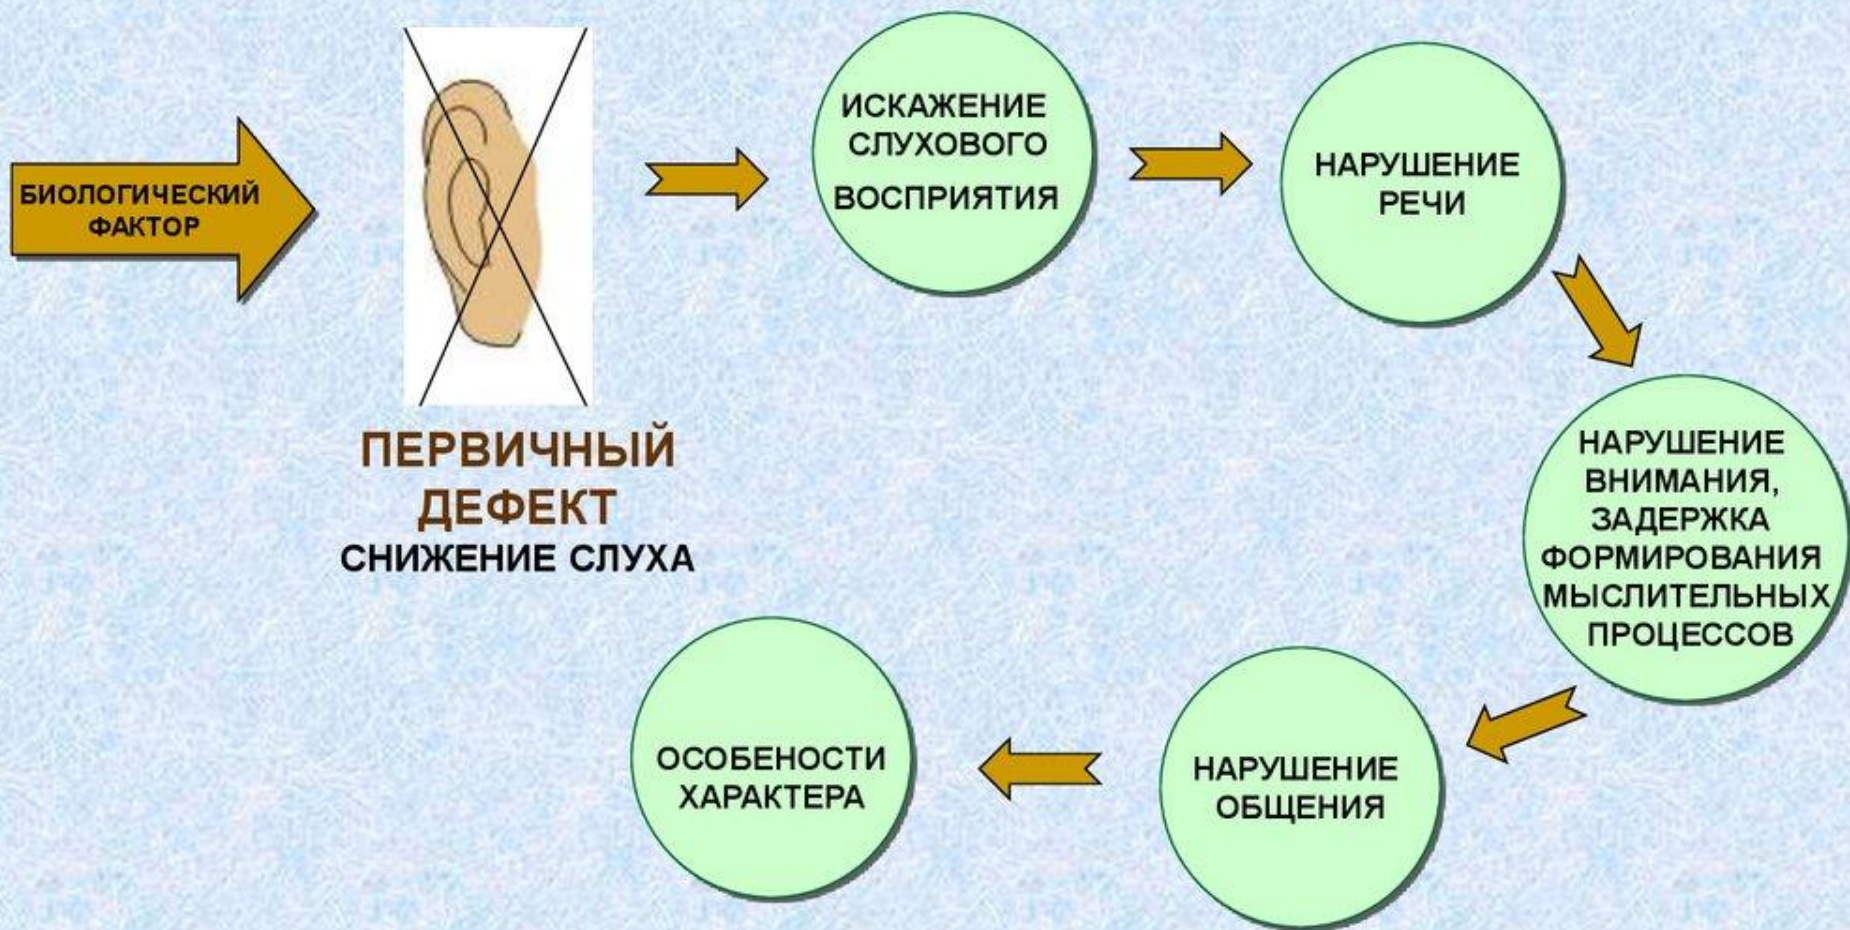 БИОЛОГИЧЕСКИЙ
ФАКТОР
ПЕРВИЧНЫЙ
ДЕФЕКТ
СНИЖЕНИЕ СЛУХА
ИСКАЖЕНИЕ
СЛУХОВОГО
ВОСПРИЯТИЯ
НАРУШЕНИЕ
РЕЧИ
НАРУШЕНИЕ
ВНИМАНИЯ,
ЗАДЕРЖКА
ФОРМИРОВАНИЯ
МЫСЛИТЕЛЬНЫХ
ПРОЦЕССОВ
НАРУШЕНИЕ
ОБЩЕНИЯ
ОСОБЕНОСТИ
ХАРАКТЕРА